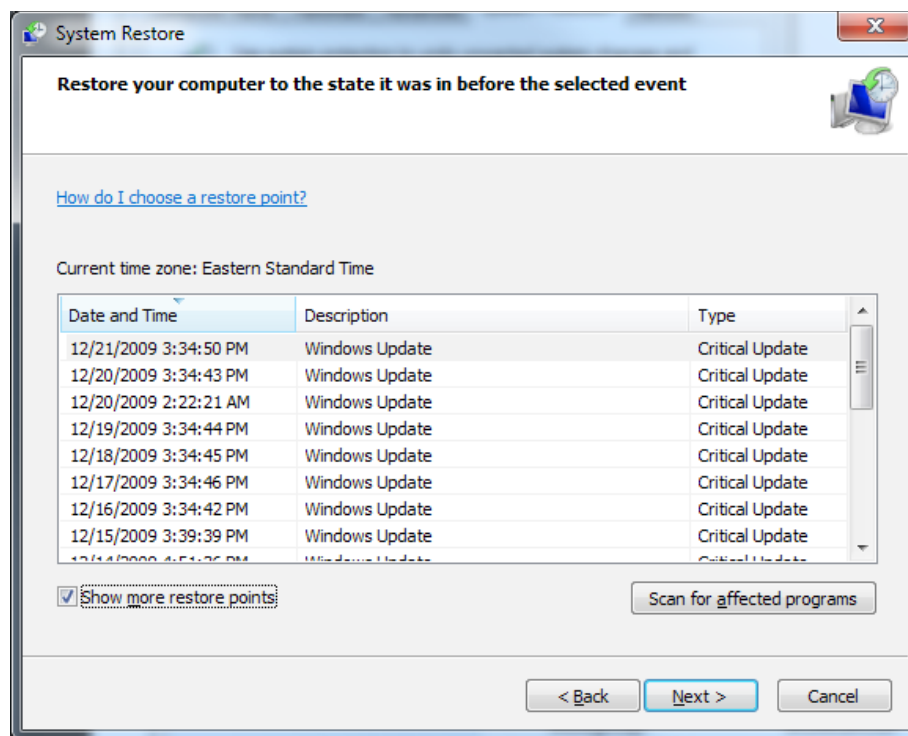 System Restore
Restore your computer to the state it was in before the selected event
How do I choose a restore point?
Current time zone: Eastern Standard Time
Date and Time Description Type
12/21/2009 3:34:50 PM Windows Update Critical Update
12/20/2009 3:34:43 PM Windows Update Critical Update
12/20/2009 2:22:21 AM Windows Update Critical Update
12/19/2009 3:34:44 PM Windows Update Critical Update
12/18/2009 3:34:45 PM Windows Update Critical Update
12/17/2009 3:34:46 PM Windows Update Critical Update
12/16/2009 3:34:42 PM Windows Update Critical Update
12/15/2009 3:39:39 PM Windows Update Critical Update
Windows Update Critical Update
Show more restore points Scan for affected programs
< Back Next > Cancel